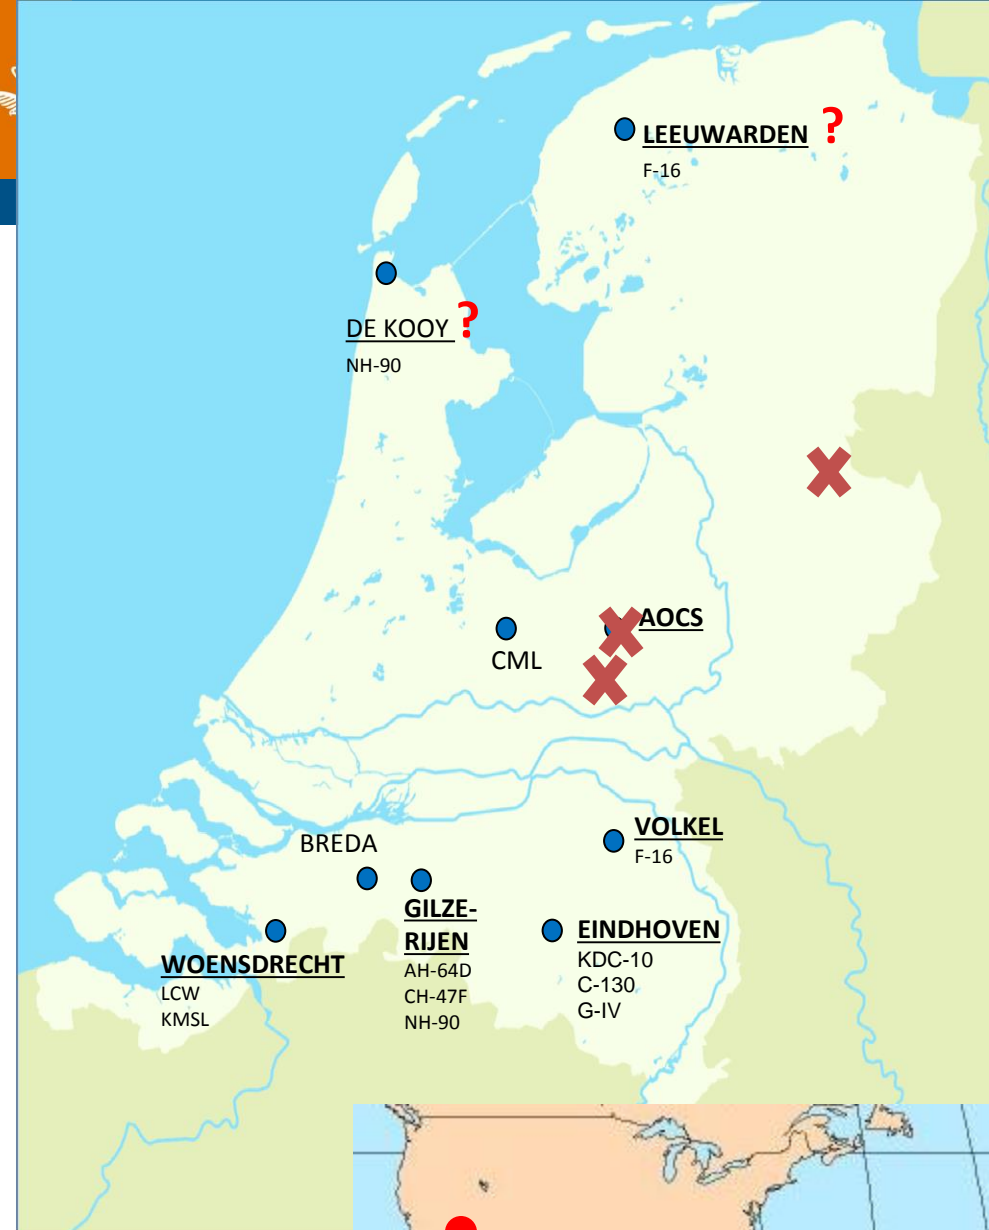 LEEUWARDEN ?
F-16
DE KOOY ?
NH-90
AOCS
CML
VOLKEL
F-16
BREDA
GILZE-
RIJEN
AH-64D
CH-47F
NH-90
EINDHOVEN
KDC-10
C-130
G-IV
WOENSDRECHT
LCW
KMSL